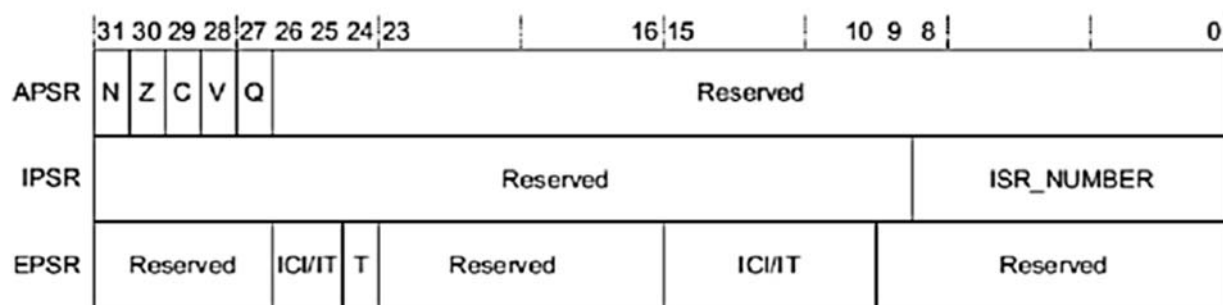 31 30 29 28 27 26 25 24 23 16 15 10 9 8 0
APSR N Z C V Q Reserved
IPSR Reserved ISR_NUMBER
EPSR Reserved ICI/IT T Reserved ICI/IT Reserved